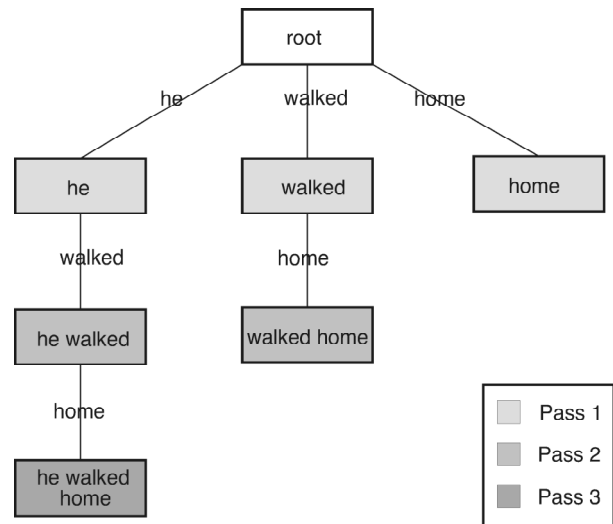 root
he
walked
home
he
walked
home
walked
home
he walked
walked home
home
he walked
home
Pass 1
Pass 2
Pass 3